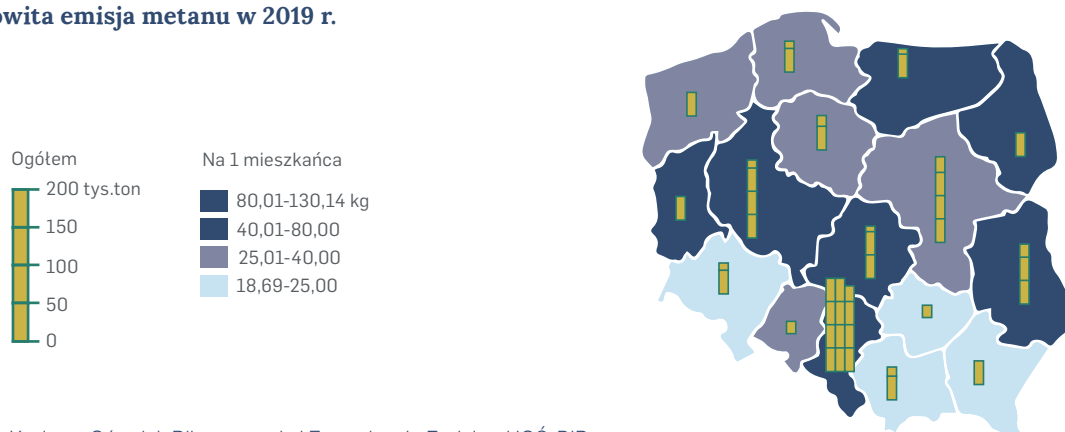 wita emisja metanu w 2019 r.
Ogółem
200 tys.ton
150
100
50
0
Na 1 mieszkańca
80,01-130,14 kg
40,01-80,00
25,01-40,00
18,69-25,00